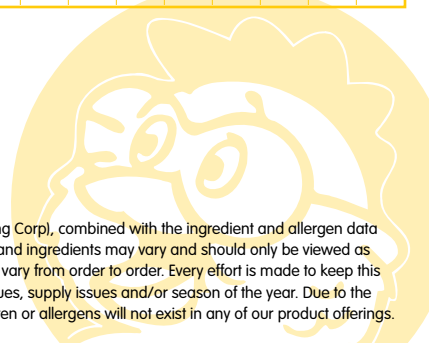 ng Corp), combined with the ingredient and allergen data
and ingredients may vary and should only be viewed as
vary from order to order. Every effort is made to keep this
ues, supply issues and/or season of the year. Due to the
en or allergens will not exist in any of our product offerings.